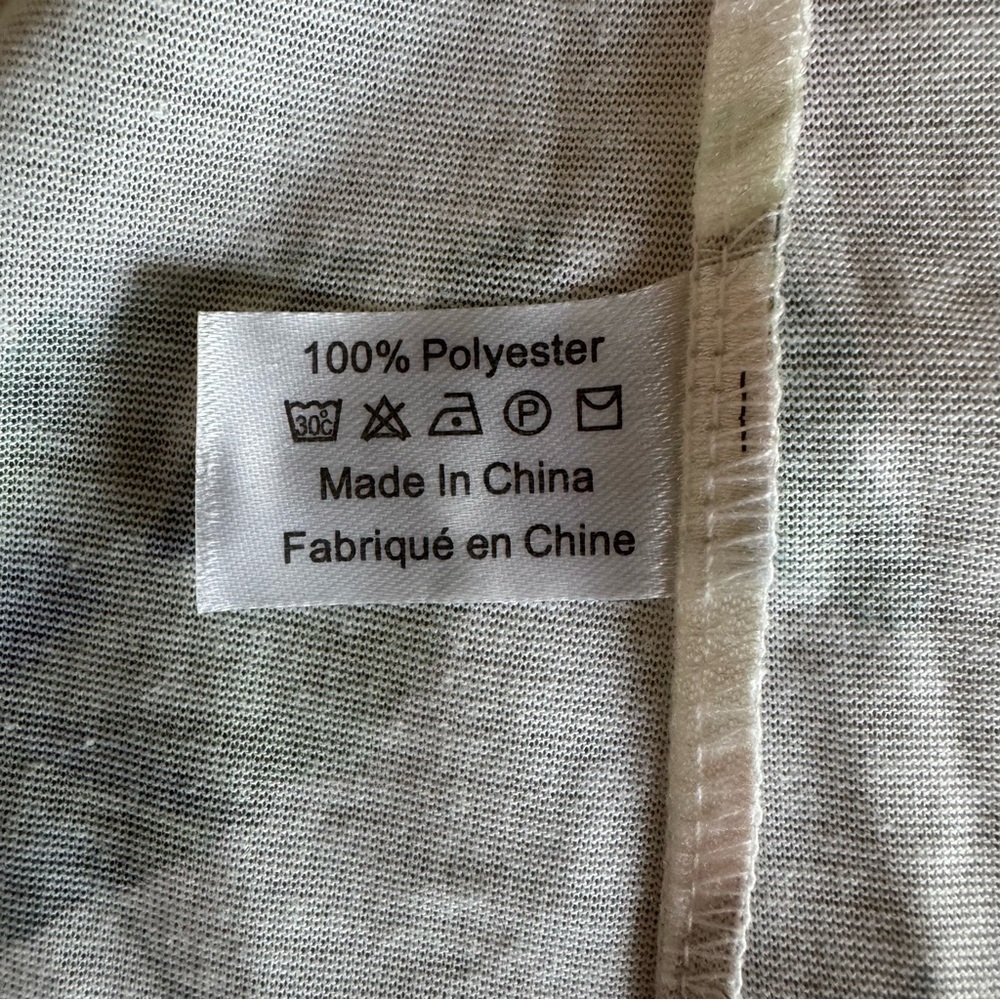 100% Polyester
30°C P
Made In China
Fabriqué en Chine